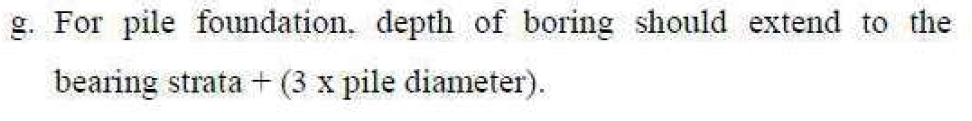 g. For pile foundation, depth of boring should extend to the
bearing strata + (3 x pile diameter).